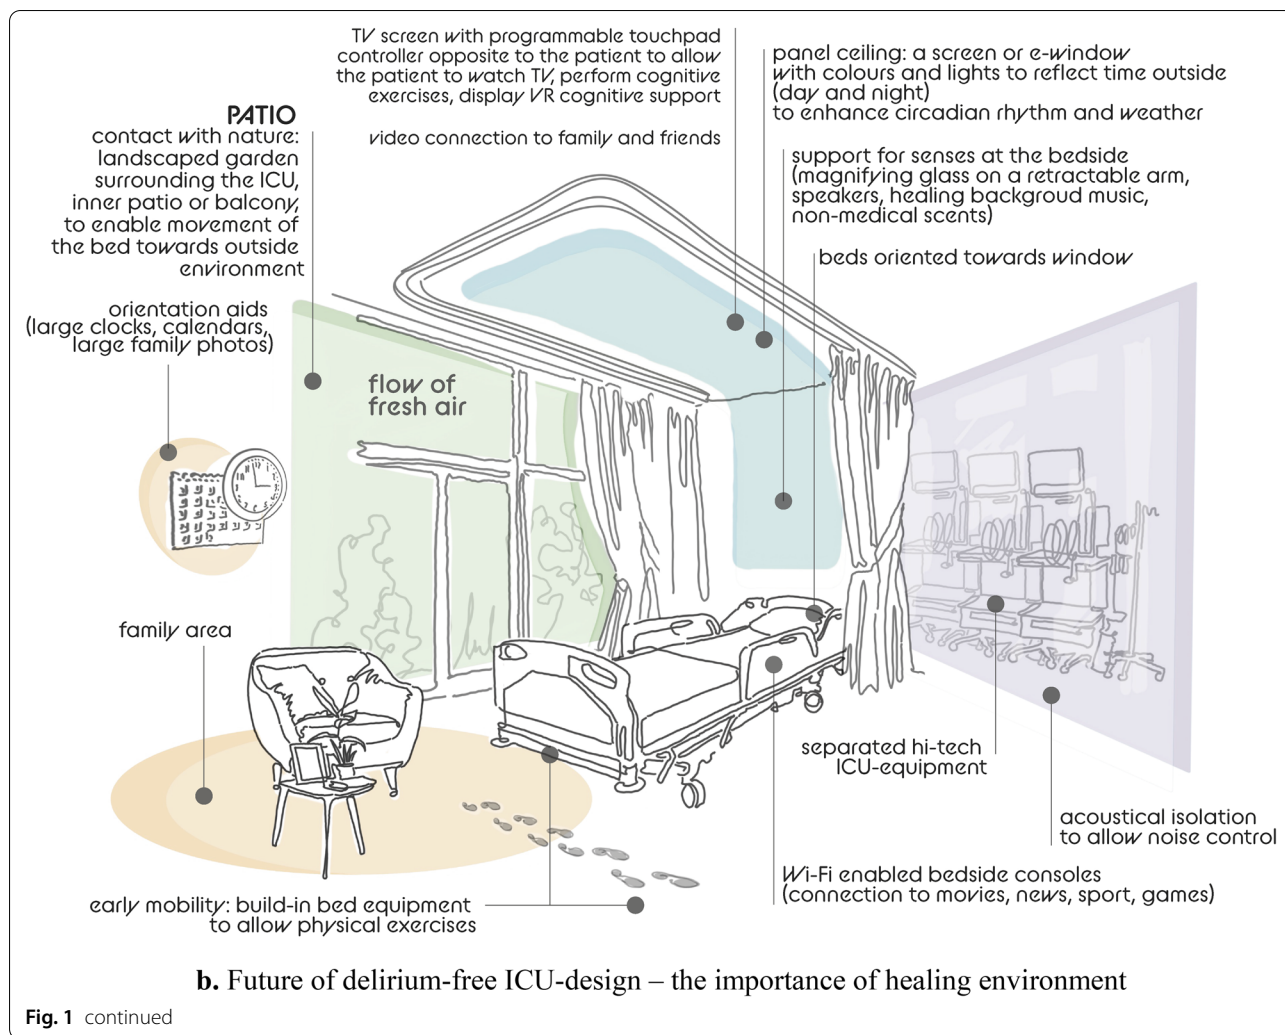 TV screen with programmable touchpad
controller opposite to the patient to allow
the patient to watch TV, perform cognitive
exercises, display VR cognitive support
video connection to family and friends
panel ceiling: a screen or e-window
with colours and lights to reflect time outside
(day and night)
to enhance circadian rhythm and weather
PATIO
contact with nature:
landscaped garden
surrounding the ICU,
inner patio or balcony,
to enable movement of
the bed towards outside
environment
support for senses at the bedside
(magnifying glass on a retractable arm,
speakers, healing backgroud music,
non-medical scents)
beds oriented towards window
orientation aids
(large clocks, calendars,
large family photos)
flow of
fresh air
family area
separated hi-tech
ICU-equipment
acoustical isolation
to allow noise control
Wi-Fi enabled bedside consoles
(connection to movies, news, sport, games)
early mobility: build-in bed equipment
to allow physical exercises
b. Future of delirium-free ICU-design – the importance of healing environment
Fig. 1 continued